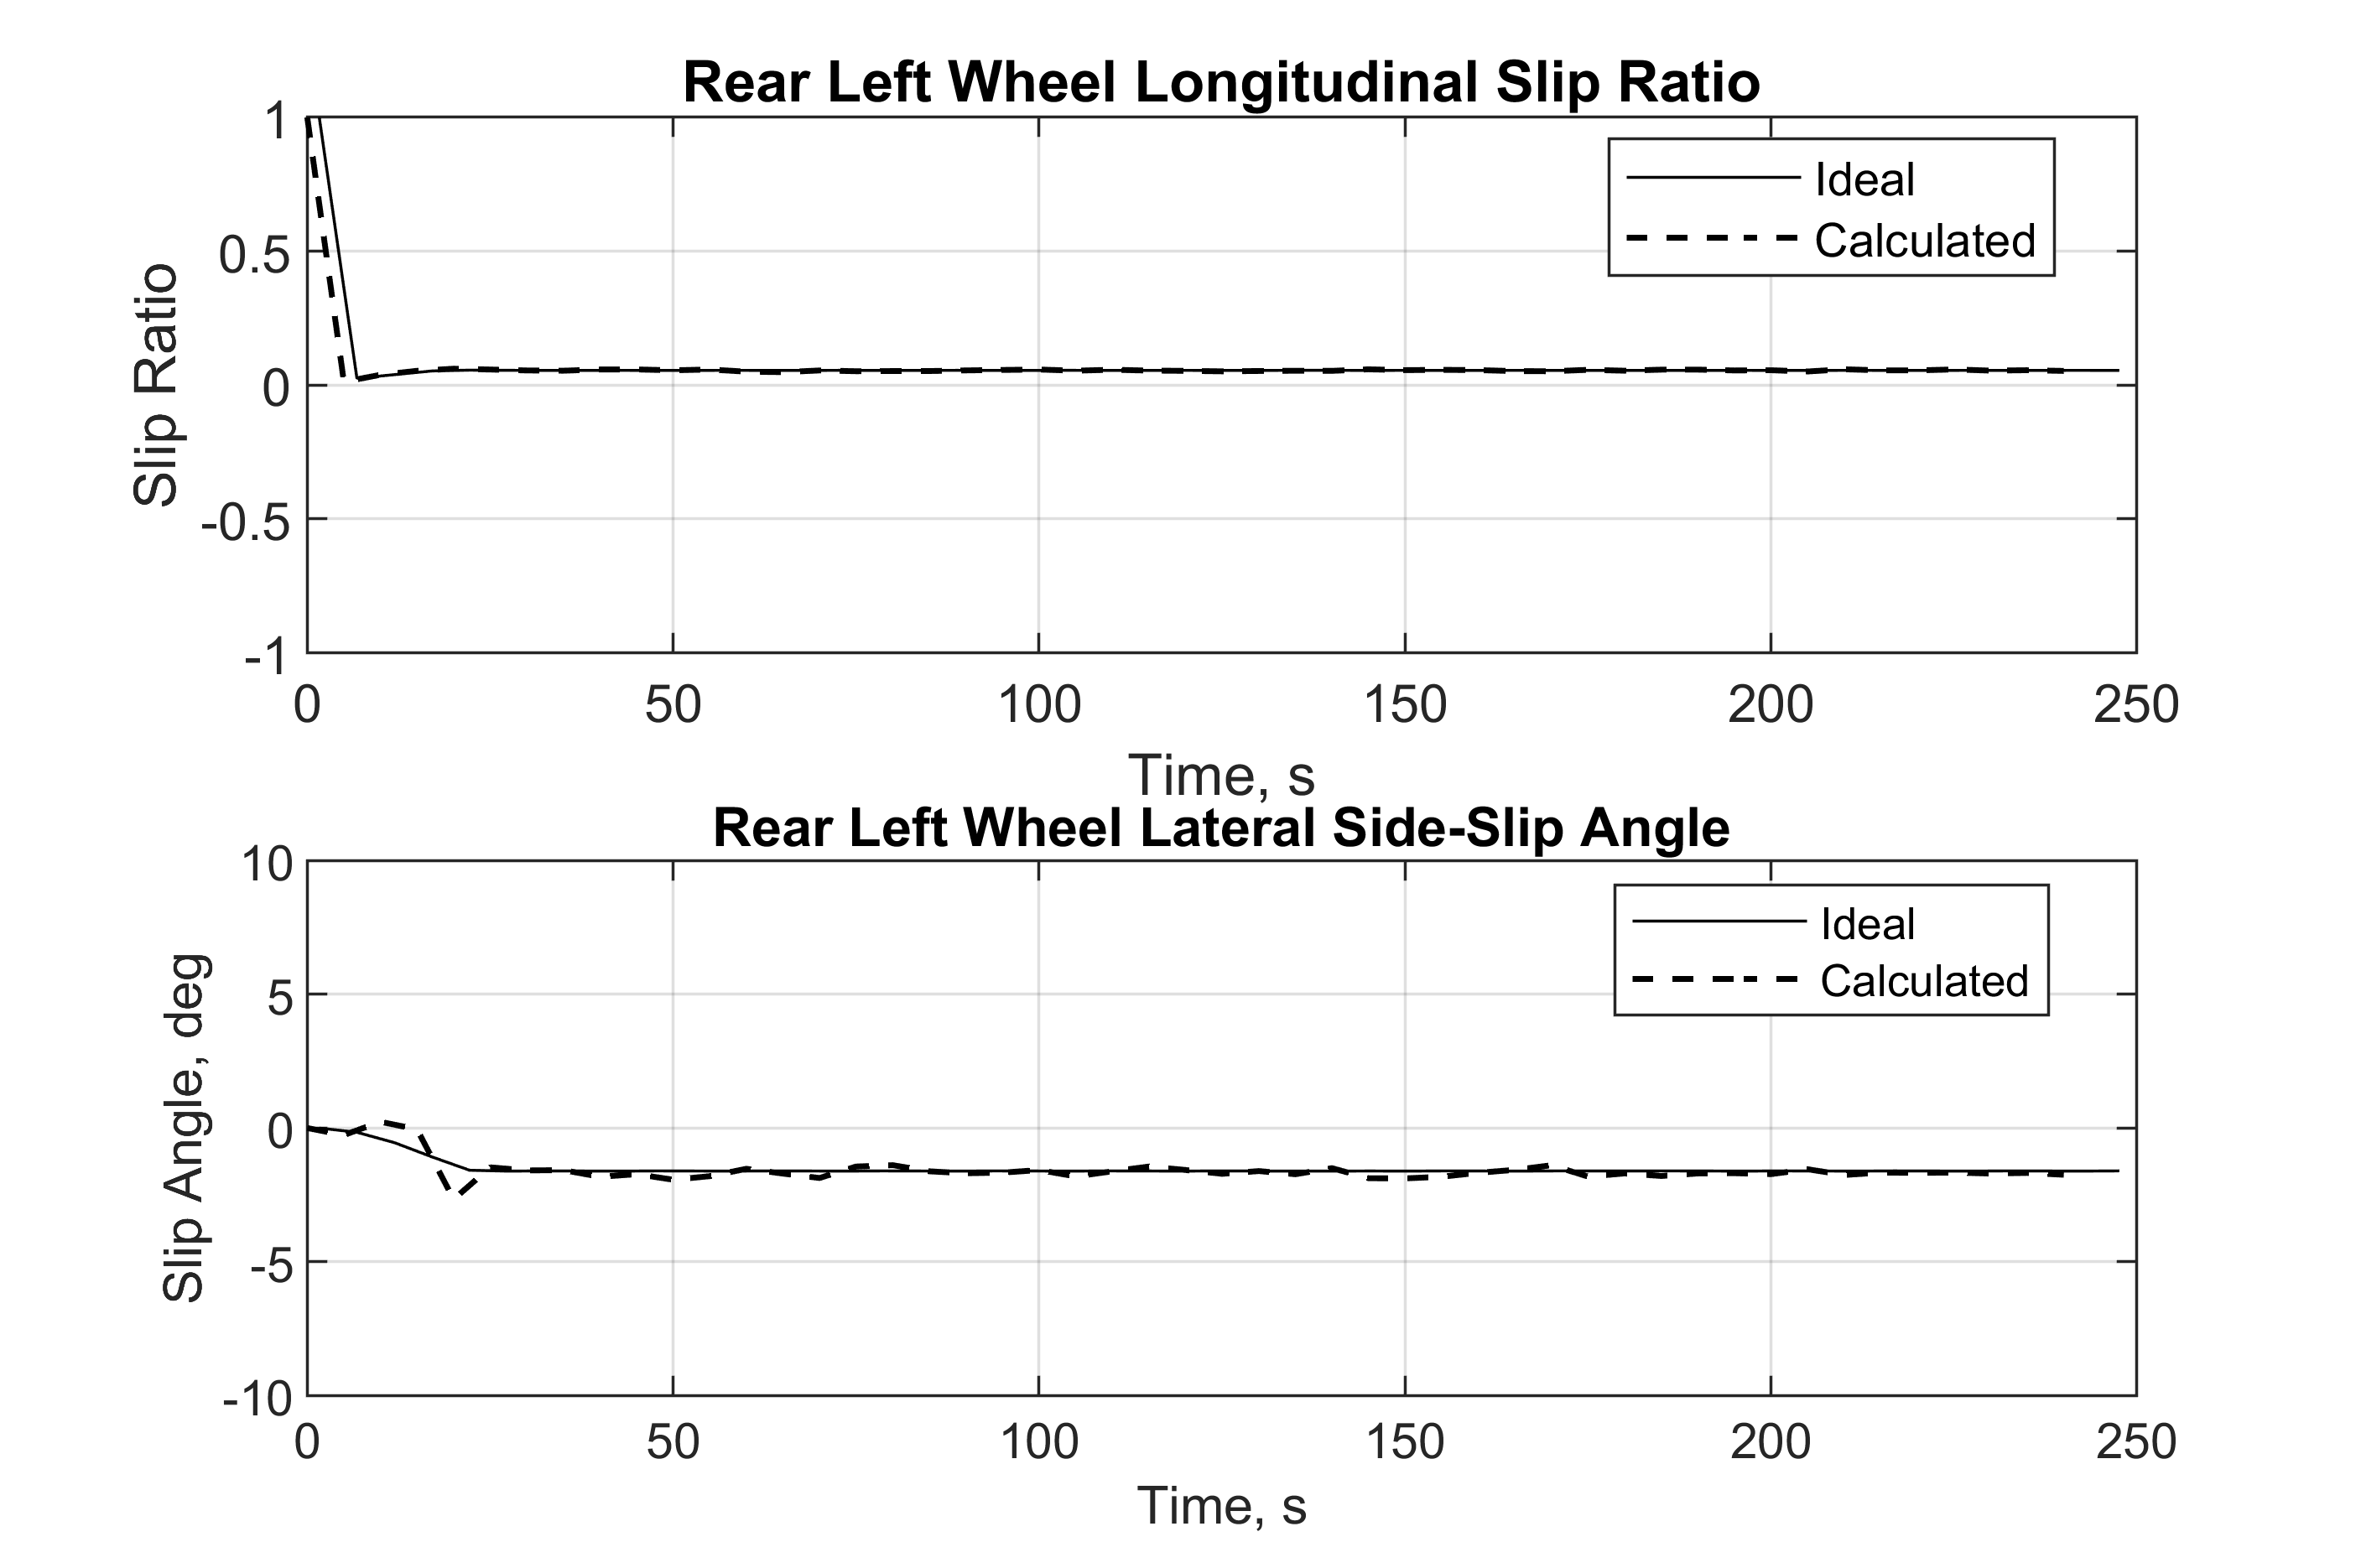 Rear Left Wheel Longitudinal Slip Ratio
1
0.5
0
-0.5
-1
Slip Ratio
Ideal
Calculated
0 50 100 150 200 250
Time, s
Rear Left Wheel Lateral Side-Slip Angle
10
5
0
-5
-10
Slip Angle, deg
Ideal
Calculated
0 50 100 150 200 250
Time, s